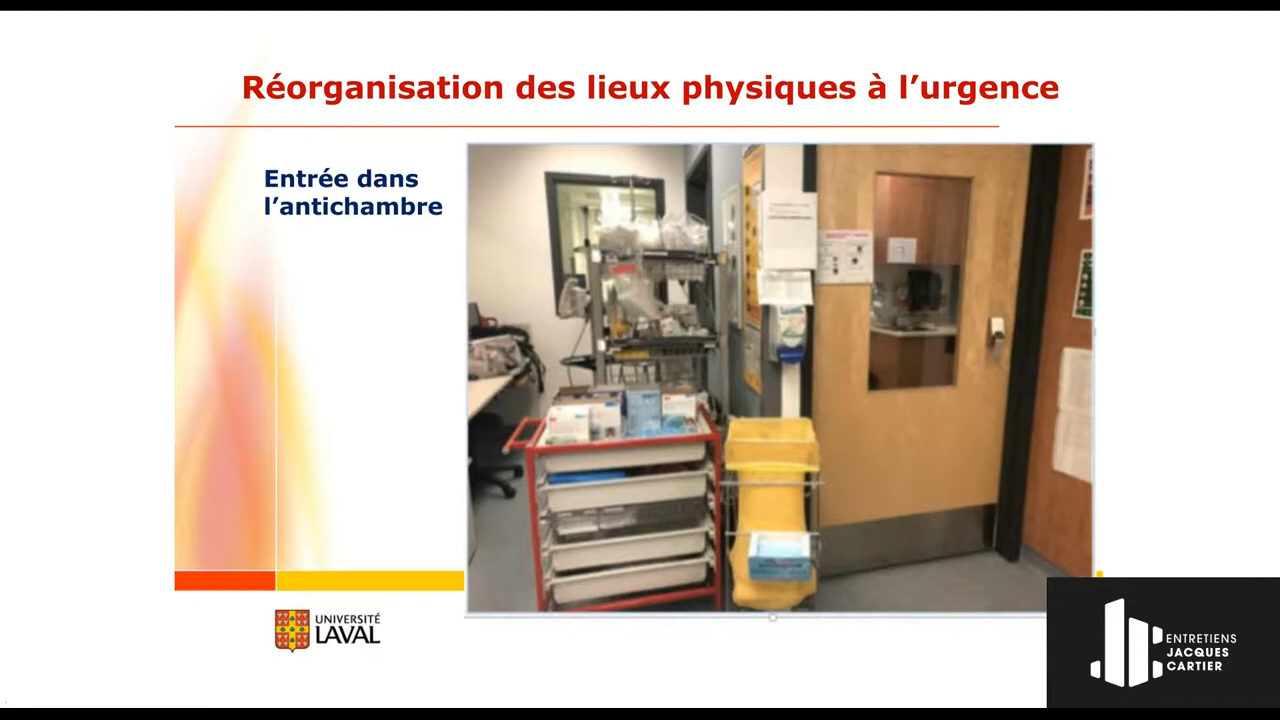 Réorganisation des lieux physiques à l’urgence
Entrée dans
l’antichambre
UNIVERSITÉ
LAVAL
ENTRETIENS
JACQUES
CARTIER